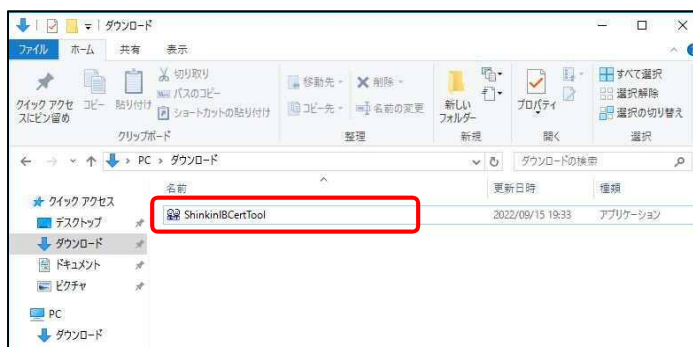 ダウンロード
ファイル ホーム 共有 表示
クイック アクセスにピン留め
コピー
貼り付け
切り取り
パスのコピー
ショートカットの貼り付け
クリップボード
移動先
コピー先
削除
名前の変更
整理
新しいフォルダー
新規
プロパティ
開く
すべて選択
選択解除
選択の切り替え
選択
PC > ダウンロード
ダウンロードの検索
名前 更新日時 種類
ShinkinIBCertTool 2022/09/15 19:33 アプリケーション
クイック アクセス
デスクトップ
ダウンロード
ドキュメント
ピクチャ
PC
ダウンロード